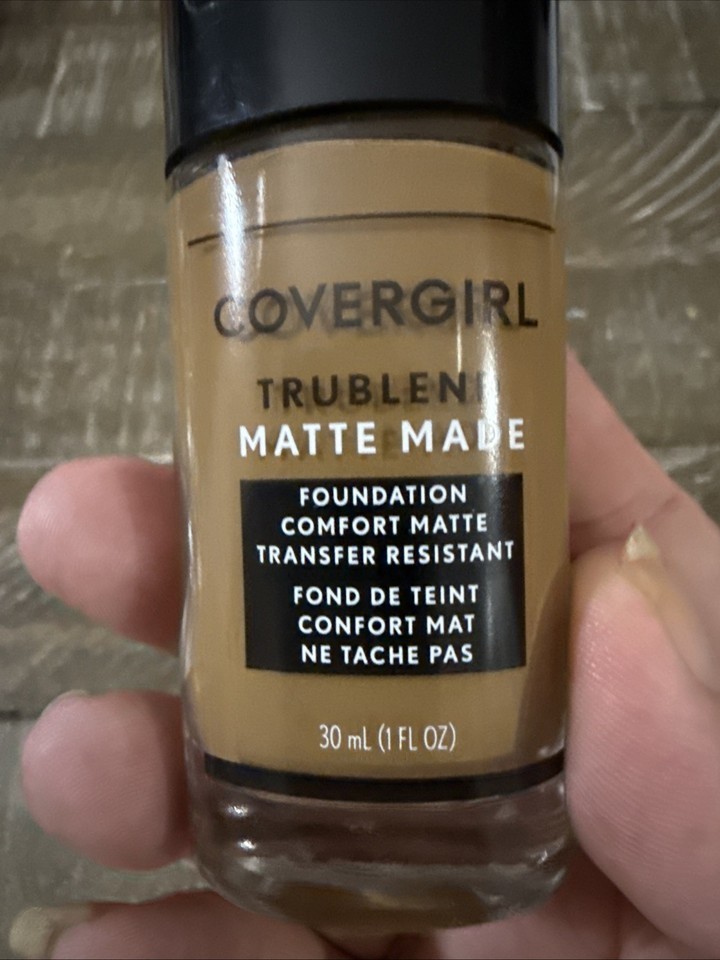 COVERGIRL
TRUBLEND
MATTE MADE
FOUNDATION
COMFORT MATTE
TRANSFER RESISTANT
FOND DE TEINT
CONFORT MAT
NE TACHE PAS
30 mL (1 FL OZ)